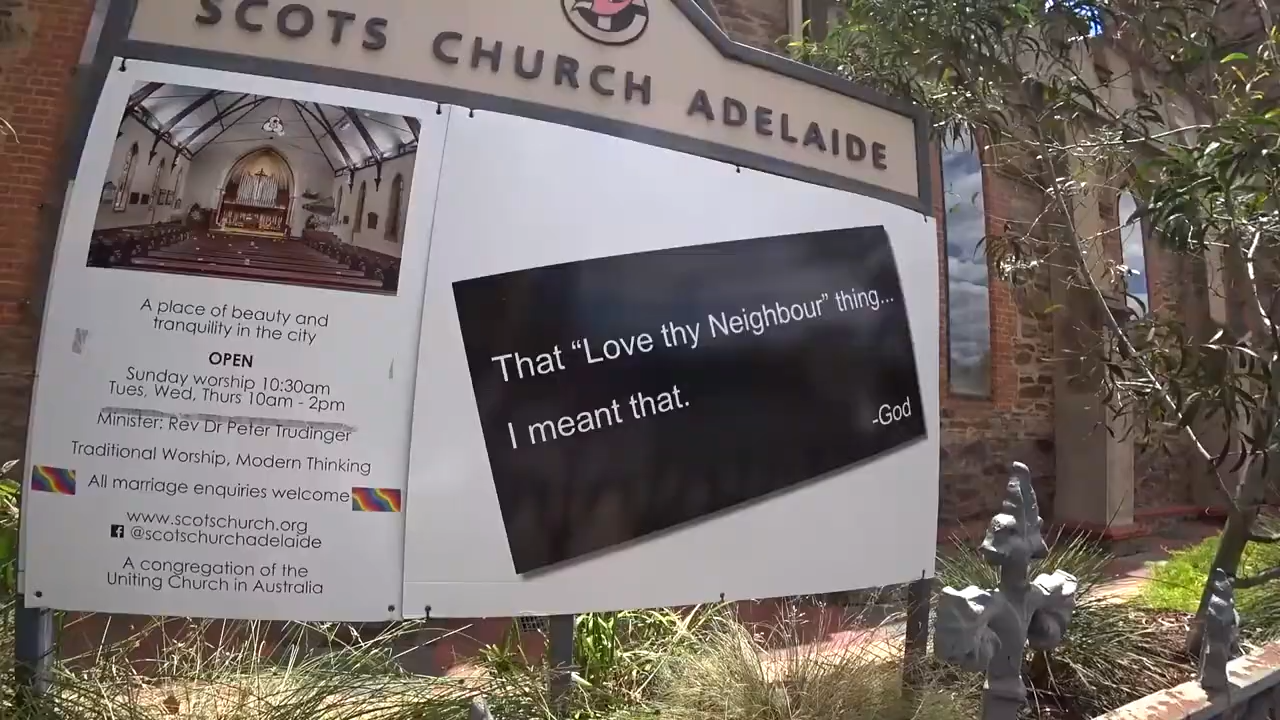 SCOTS CHURCH ADELAIDE
A place of beauty and
tranquility in the city
OPEN
Sunday worship 10:30am
Tues, Wed, Thurs 10am - 2pm
Minister: Rev Dr Peter Trudinger
Traditional Worship, Modern Thinking
All marriage enquiries welcome
www.scotschurch.org
@scotschurchadelaide
A congregation of the
Uniting Church in Australia
That “Love thy Neighbour” thing...
I meant that.
-God